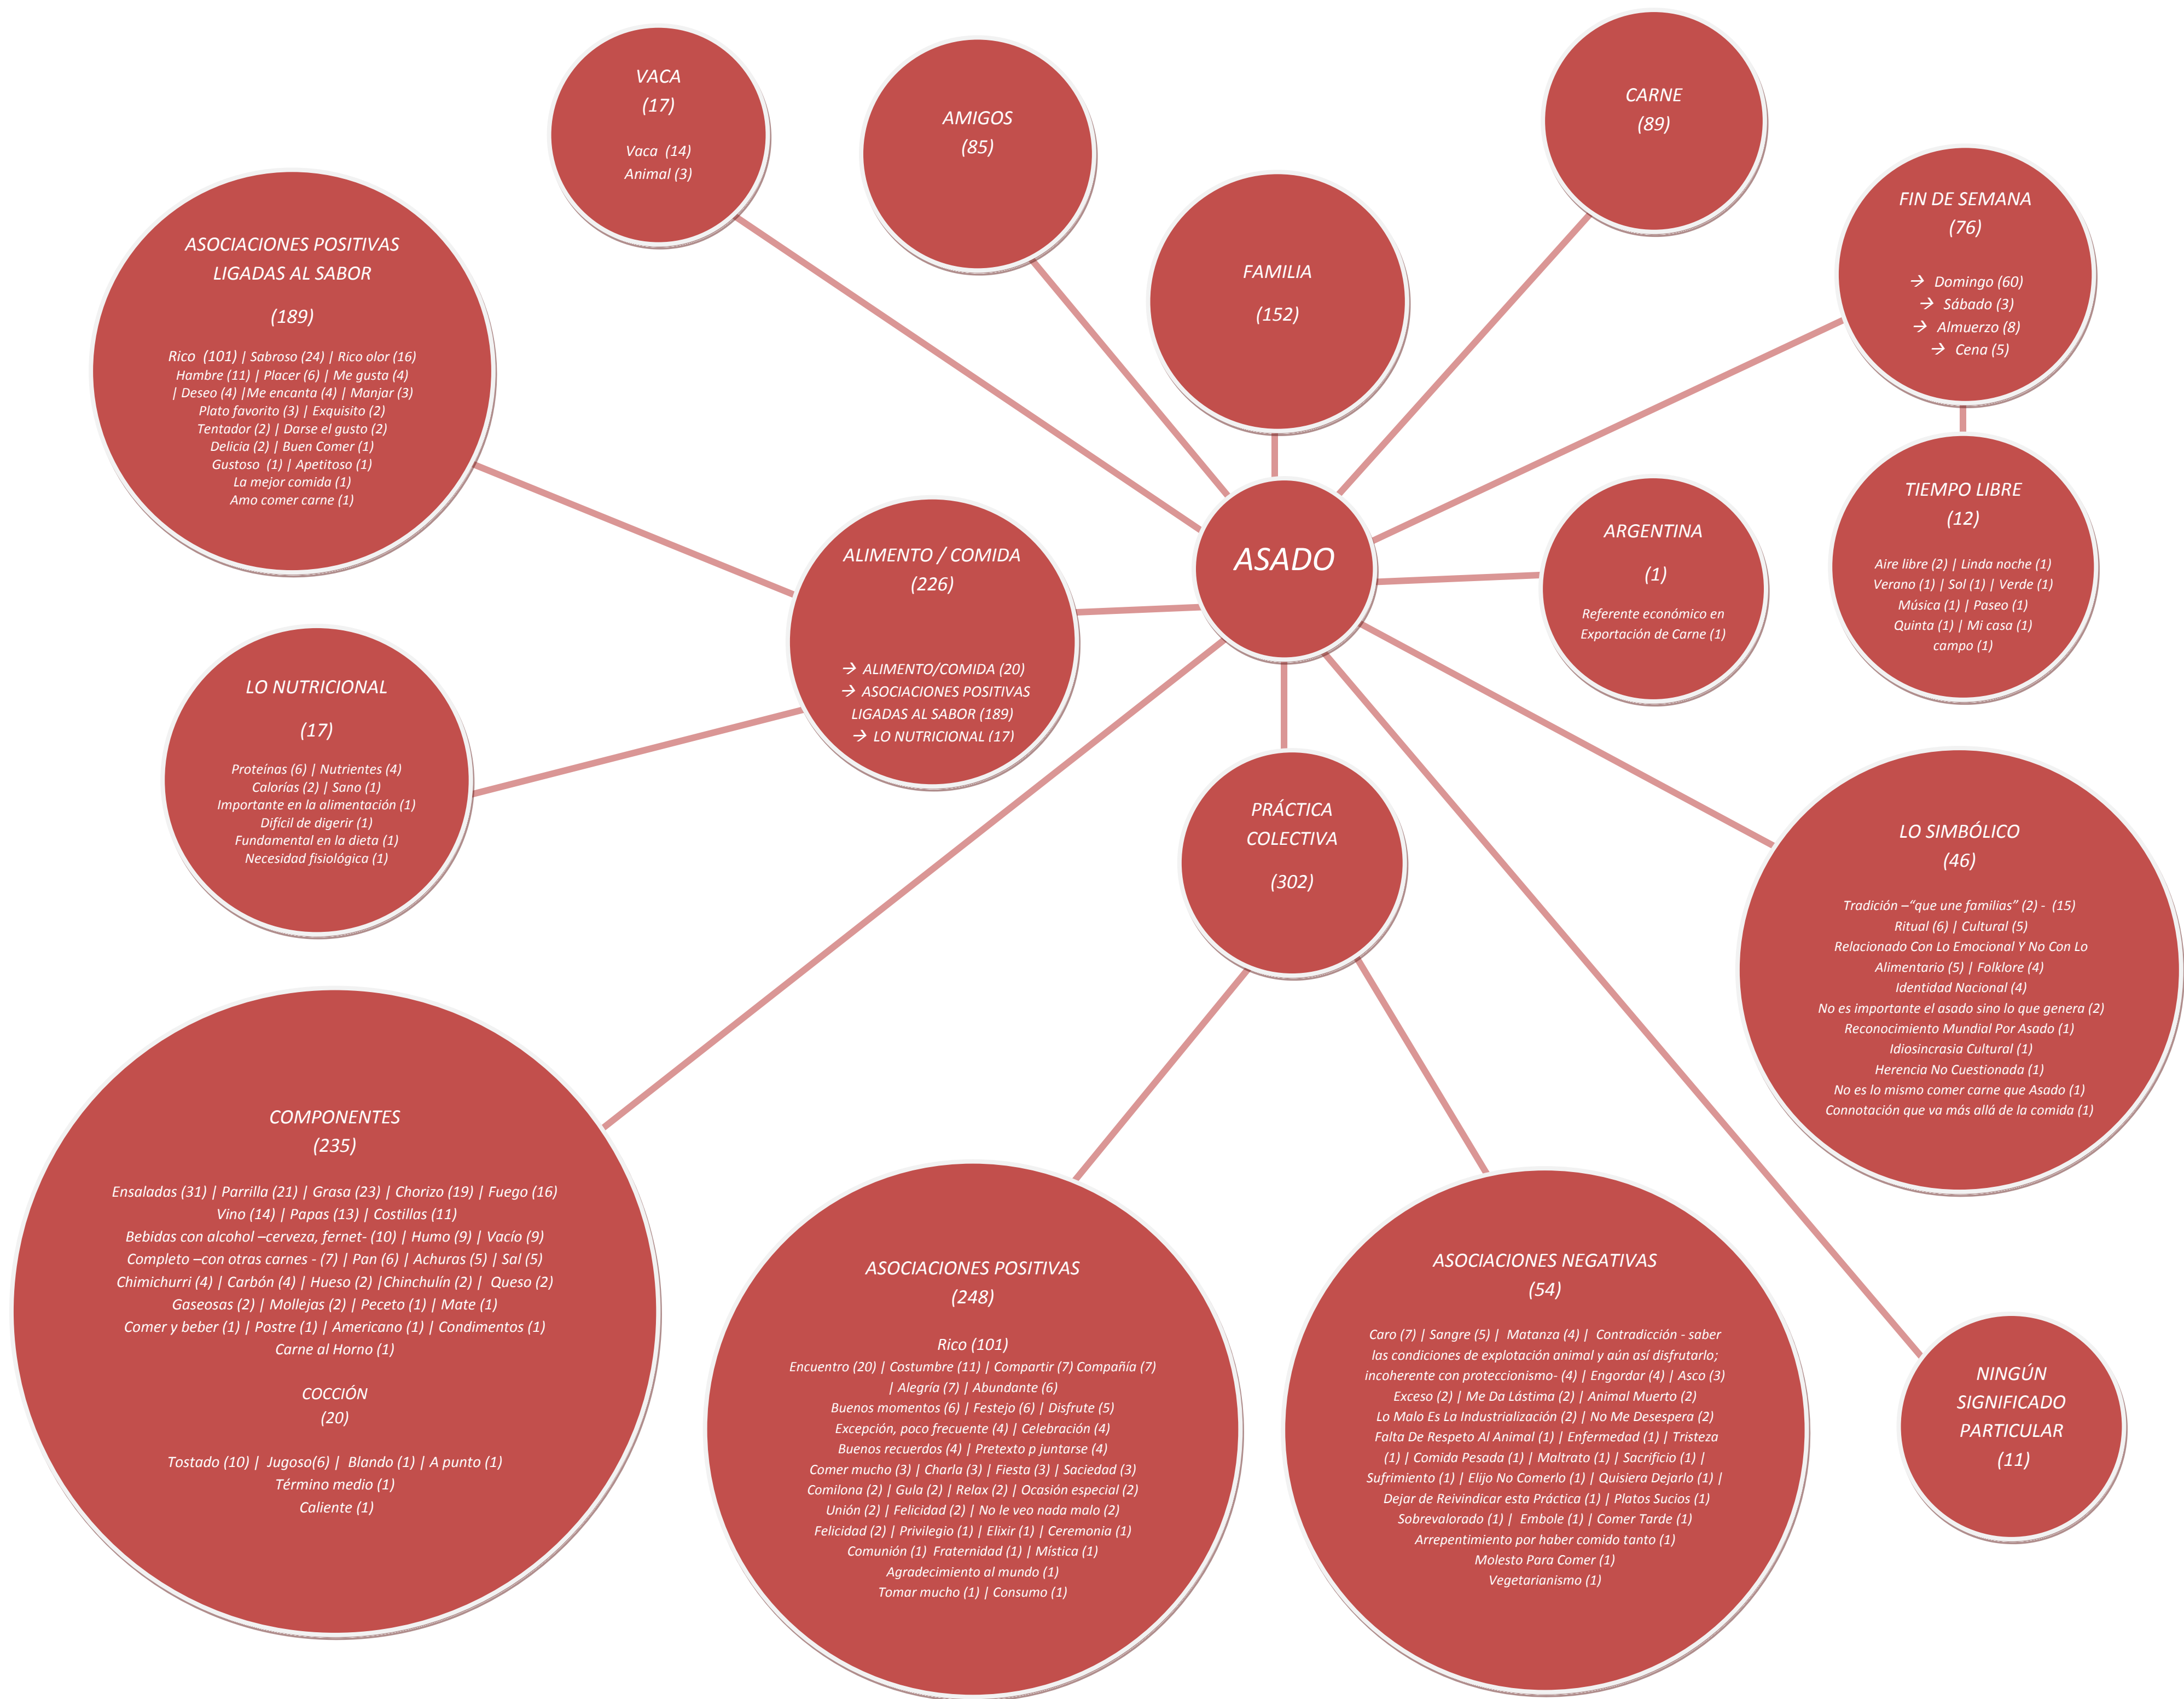 VACA
(17)
Vaca (14)
Animal (3)
AMIGOS
(85)
CARNE
(89)
FAMILIA
(152)
FIN DE SEMANA
(76)
→ Domingo (60)
→ Sábado (3)
→ Almuerzo (8)
→ Cena (5)
ASOCIACIONES POSITIVAS
LIGADAS AL SABOR
(189)
Rico (101) | Sabroso (24) | Rico olor (16)
Hambre (11) | Placer (6) | Me gusta (4)
| Deseo (4) |Me encanta (4) | Manjar (3)
Plato favorito (3) | Exquisito (2)
Tentador (2) | Darse el gusto (2)
Delicia (2) | Buen Comer (1)
Gustoso (1) | Apetitoso (1)
La mejor comida (1)
Amo comer carne (1)
ASADO
ALIMENTO / COMIDA
(226)
→ ALIMENTO/COMIDA (20)
→ ASOCIACIONES POSITIVAS
LIGADAS AL SABOR (189)
→ LO NUTRICIONAL (17)
ARGENTINA
(1)
Referente económico en
Exportación de Carne (1)
TIEMPO LIBRE
(12)
Aire libre (2) | Linda noche (1)
Verano (1) | Sol (1) | Verde (1)
Música (1) | Paseo (1)
Quinta (1) | Mi casa (1)
campo (1)
LO NUTRICIONAL
(17)
Proteínas (6) | Nutrientes (4)
Calorías (2) | Sano (1)
Importante en la alimentación (1)
Difícil de digerir (1)
Fundamental en la dieta (1)
Necesidad fisiológica (1)
PRÁCTICA
COLECTIVA
(302)
LO SIMBÓLICO
(46)
Tradición –“que une familias” (2) - (15)
Ritual (6) | Cultural (5)
Relacionado Con Lo Emocional Y No Con Lo
Alimentario (5) | Folklore (4)
Identidad Nacional (4)
No es importante el asado sino lo que genera (2)
Reconocimiento Mundial Por Asado (1)
Idiosincrasia Cultural (1)
Herencia No Cuestionada (1)
No es lo mismo comer carne que Asado (1)
Connotación que va más allá de la comida (1)
COMPONENTES
(235)
Ensaladas (31) | Parrilla (21) | Grasa (23) | Chorizo (19) | Fuego (16)
Vino (14) | Papas (13) | Costillas (11)
Bebidas con alcohol –cerveza, fernet- (10) | Humo (9) | Vacío (9)
Completo –con otras carnes - (7) | Pan (6) | Achuras (5) | Sal (5)
Chimichurri (4) | Carbón (4) | Hueso (2) |Chinchulín (2) | Queso (2)
Gaseosas (2) | Mollejas (2) | Peceto (1) | Mate (1)
Comer y beber (1) | Postre (1) | Americano (1) | Condimentos (1)
Carne al Horno (1)
COCCIÓN
(20)
Tostado (10) | Jugoso(6) | Blando (1) | A punto (1)
Término medio (1)
Caliente (1)
ASOCIACIONES POSITIVAS
(248)
Rico (101)
Encuentro (20) | Costumbre (11) | Compartir (7) Compañía (7)
| Alegría (7) | Abundante (6)
Buenos momentos (6) | Festejo (6) | Disfrute (5)
Excepción, poco frecuente (4) | Celebración (4)
Buenos recuerdos (4) | Pretexto p juntarse (4)
Comer mucho (3) | Charla (3) | Fiesta (3) | Saciedad (3)
Comilona (2) | Gula (2) | Relax (2) | Ocasión especial (2)
Unión (2) | Felicidad (2) | No le veo nada malo (2)
Felicidad (2) | Privilegio (1) | Elixir (1) | Ceremonia (1)
Comunión (1) Fraternidad (1) | Mística (1)
Agradecimiento al mundo (1)
Tomar mucho (1) | Consumo (1)
ASOCIACIONES NEGATIVAS
(54)
Caro (7) | Sangre (5) | Matanza (4) | Contradicción - saber
las condiciones de explotación animal y aún así disfrutarlo;
incoherente con proteccionismo- (4) | Engordar (4) | Asco (3)
Exceso (2) | Me Da Lástima (2) | Animal Muerto (2)
Lo Malo Es La Industrialización (2) | No Me Desespera (2)
Falta De Respeto Al Animal (1) | Enfermedad (1) | Tristeza
(1) | Comida Pesada (1) | Maltrato (1) | Sacrificio (1) |
Sufrimiento (1) | Elijo No Comerlo (1) | Quisiera Dejarlo (1) |
Dejar de Reivindicar esta Práctica (1) | Platos Sucios (1)
Sobrevalorado (1) | Embole (1) | Comer Tarde (1)
Arrepentimiento por haber comido tanto (1)
Molesto Para Comer (1)
Vegetarianismo (1)
NINGÚN
SIGNIFICADO
PARTICULAR
(11)